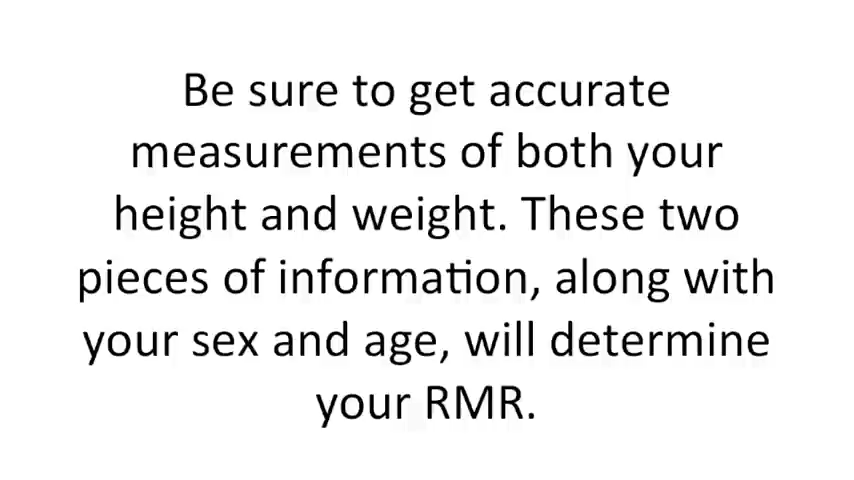 Be sure to get accurate
measurements of both your
height and weight. These two
pieces of information, along with
your sex and age, will determine
your RMR.